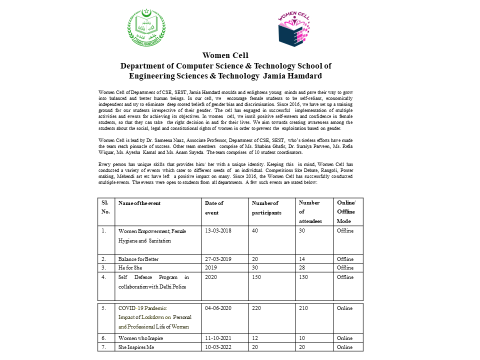 WOMEN CELL
Women Cell
Department of Computer Science & Technology School of
Engineering Sciences & Technology Jamia Hamdard
Women Cell of Department of CSE, SEST, Jamia Hamdard moulds and enlightens young minds and pave their way to grow
into balanced and better human beings. In our cell, we encourage female students to be self-reliant, economically
independent and try to eliminate deep rooted beliefs of gender bias and discrimination. Since 2016, we have set up a training
ground for our students irrespective of their gender. The cell has engaged in successful implementation of multiple
activities and events for achieving its objectives. In women cell, we instil positive self-esteem and confidence in female
students, so that they can take the right decision in and for their lives. We aim towards creating awareness among the
students about the social, legal and constitutional rights of women in order to prevent the exploitation based on gender.
Women Cell is lead by Dr. Sameena Naaz, Associate Professor, Department of CSE, SEST, who's tireless efforts have made
the team reach pinnacle of success. Other team members comprise of Ms. Bushira Ghafir, Dr. Suraiya Parveen, Ms. Rafia
Wiquar, Ms. Ayesha Kamal and Ms. Anam Sayeda. The team comprises of 10 student coordinators.
Every person has unique skills that provides him/ her with a unique identity. Keeping this in mind, Women Cell has
conducted a variety of events which cater to different needs of an individual. Competitions like Debate, Rangoli, Poster
making, Mehendi art etc have left a positive impact on many. Since 2016, the Women Cell has successfully conducted
multiple events. The events were open to students from all departments. A few such events are stated below:
Sl. No. Name of the event Date of event Number of participants Number of attendees Online/ Offline Mode
1. Women Empowerment; Female Hygiene and Sanitation 13-03-2018 40 30 Offline
2. Balance for Better 27-03-2019 20 14 Offline
3. He for She 2019 30 28 Offline
4. Self Defence Program in collaboration with Delhi Police 2020 150 130 Offline
5. COVID-19 Pandemic: Impact of Lockdown on Personal and Professional Life of Women 04-06-2020 220 210 Online
6. Women who Inspire 11-10-2021 12 10 Online
7. She Inspires Me 10-03-2022 20 20 Online